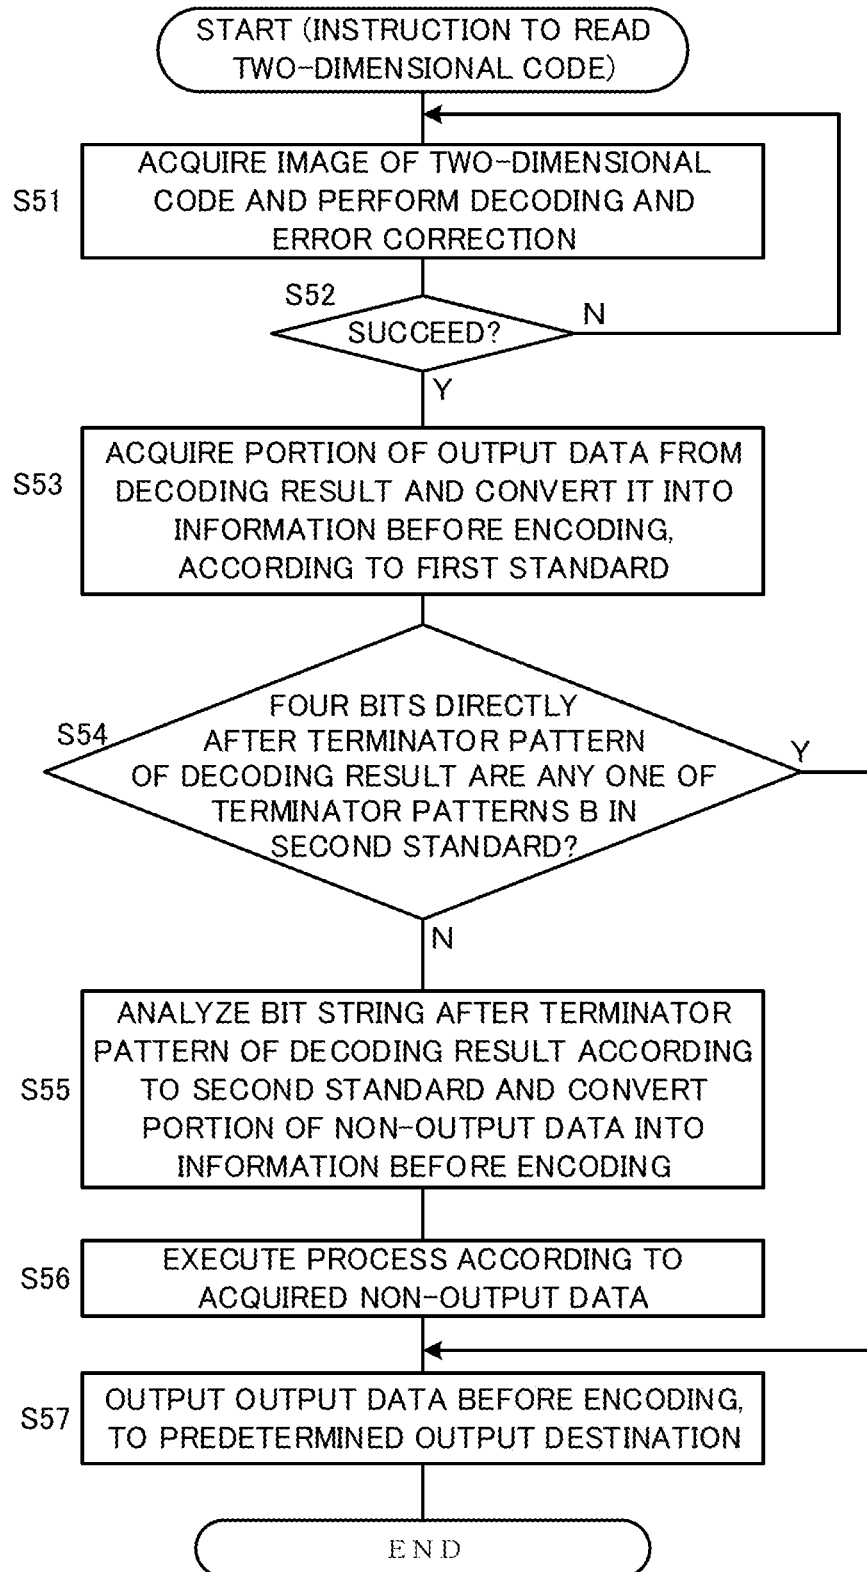 START (INSTRUCTION TO READ
TWO-DIMENSIONAL CODE)
S51
ACQUIRE IMAGE OF TWO-DIMENSIONAL
CODE AND PERFORM DECODING AND
ERROR CORRECTION
S52
SUCCEED?
N
Y
S53
ACQUIRE PORTION OF OUTPUT DATA FROM
DECODING RESULT AND CONVERT IT INTO
INFORMATION BEFORE ENCODING,
ACCORDING TO FIRST STANDARD
S54
FOUR BITS DIRECTLY
AFTER TERMINATOR PATTERN
OF DECODING RESULT ARE ANY ONE OF
TERMINATOR PATTERNS B IN
SECOND STANDARD?
Y
N
S55
ANALYZE BIT STRING AFTER TERMINATOR
PATTERN OF DECODING RESULT ACCORDING
TO SECOND STANDARD AND CONVERT
PORTION OF NON-OUTPUT DATA INTO
INFORMATION BEFORE ENCODING
S56
EXECUTE PROCESS ACCORDING TO
ACQUIRED NON-OUTPUT DATA
S57
OUTPUT OUTPUT DATA BEFORE ENCODING,
TO PREDETERMINED OUTPUT DESTINATION
END